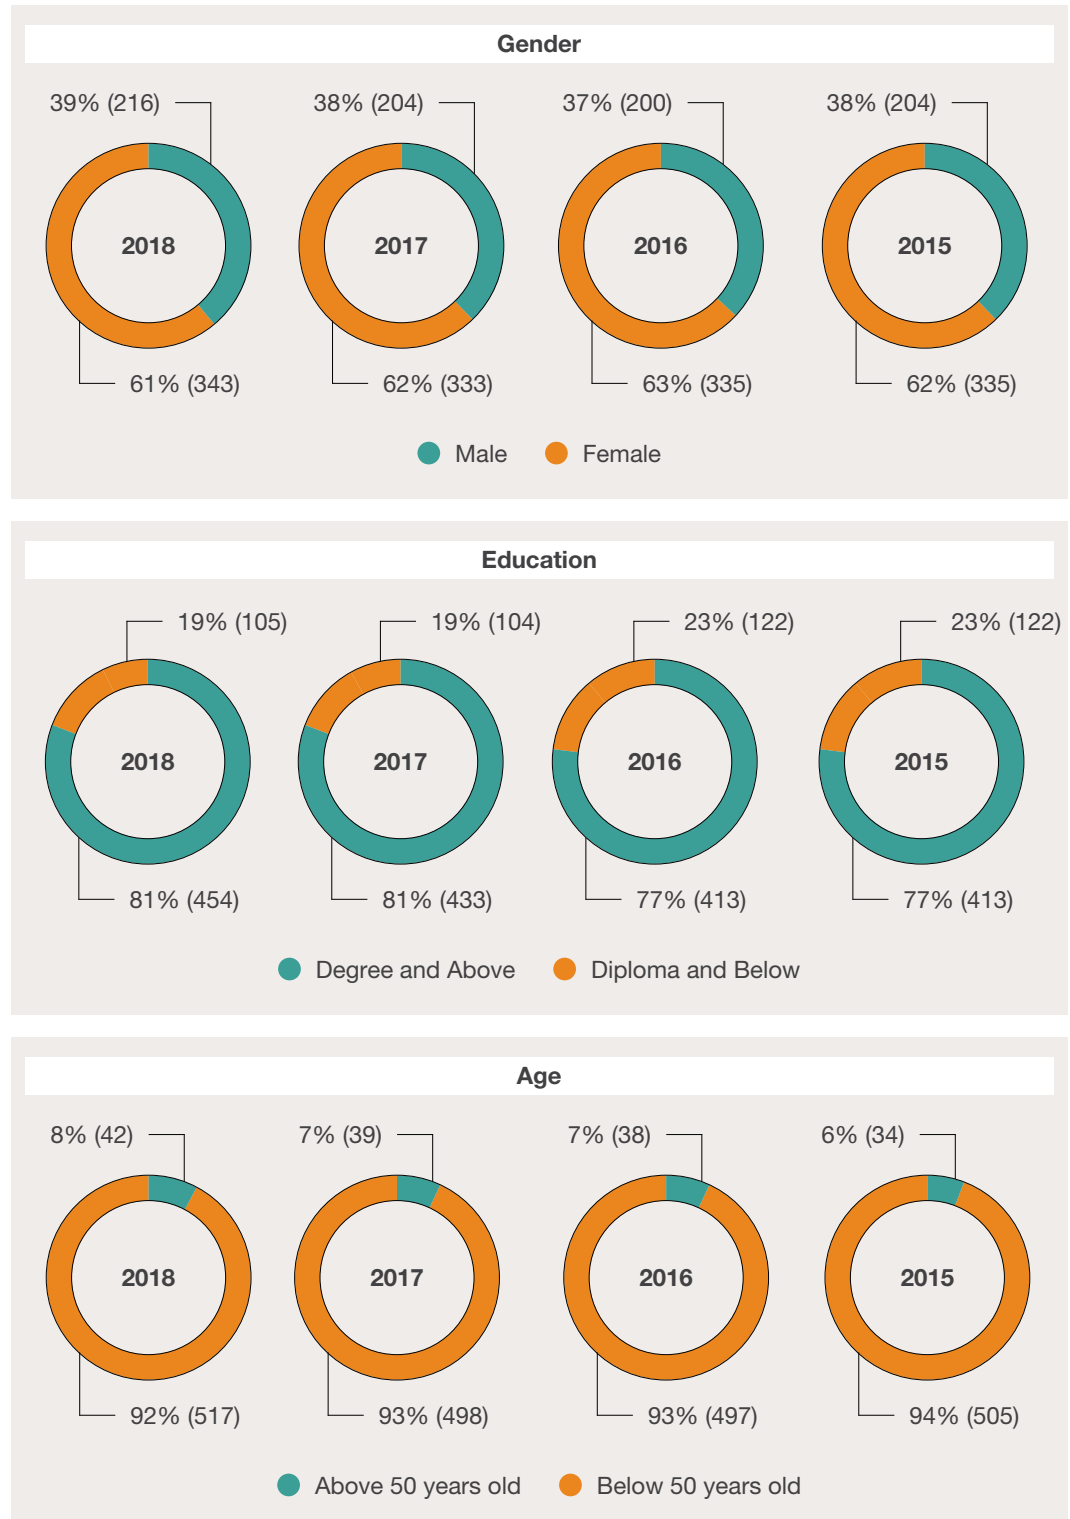 Gender
39% (216) 38% (204) 37% (200) 38% (204)
2018 2017 2016 2015
61% (343) 62% (333) 63% (335) 62% (335)
Male Female
Education
19% (105) 19% (104) 23% (122) 23% (122)
2018 2017 2016 2015
81% (454) 81% (433) 77% (413) 77% (413)
Degree and Above Diploma and Below
Age
8% (42) 7% (39) 7% (38) 6% (34)
2018 2017 2016 2015
92% (517) 93% (498) 93% (497) 94% (505)
Above 50 years old Below 50 years old